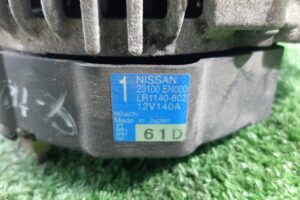 1
NISSAN
23100 EN000
LR1140-802
12V140A
Hitachi
Made in Japan
61D